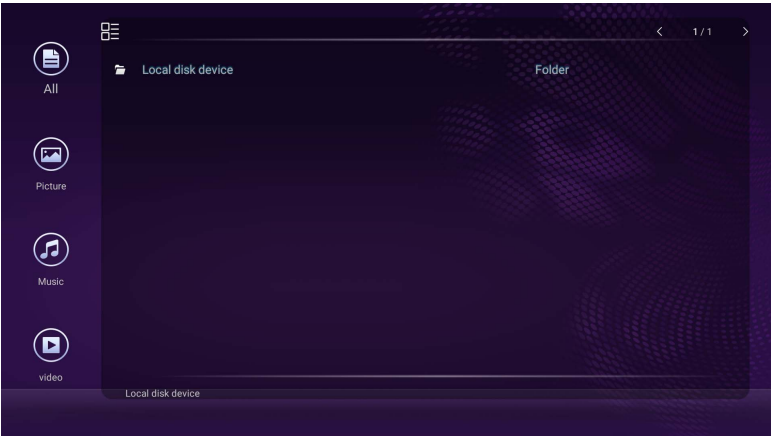 1 / 1
All
Local disk device Folder
Picture
Music
video
Local disk device